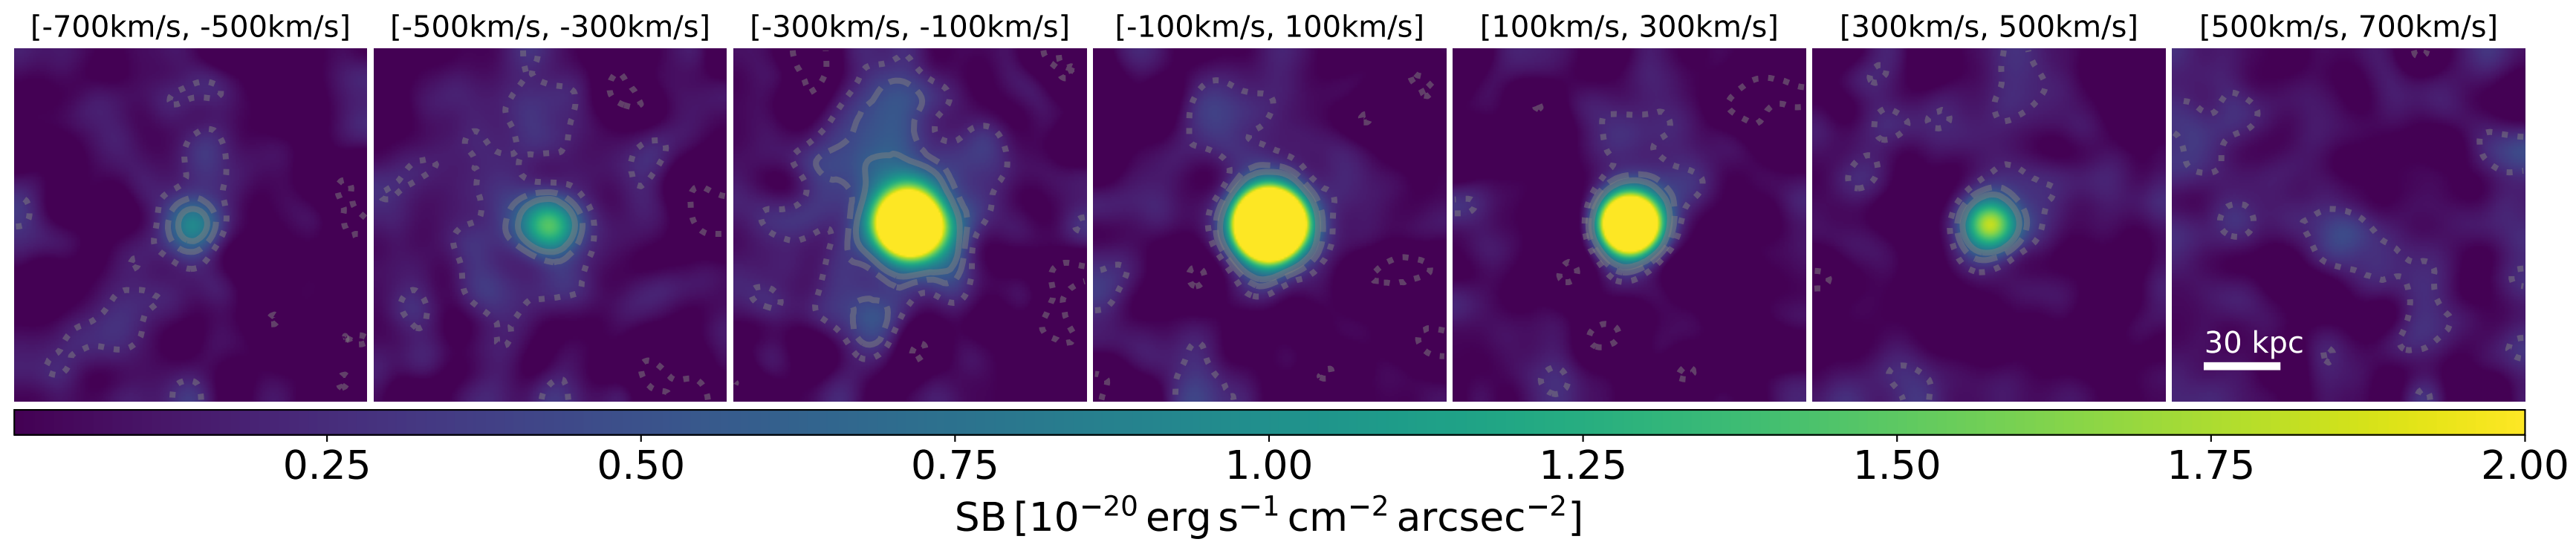 [-700km/s, -500km/s] [-500km/s, -300km/s] [-300km/s, -100km/s] [-100km/s, 100km/s] [100km/s, 300km/s] [300km/s, 500km/s] [500km/s, 700km/s]
30 kpc
0.25 0.50 0.75 1.00 1.25 1.50 1.75 2.00
SB [10⁻²⁰ erg s⁻¹ cm⁻² arcsec⁻²]